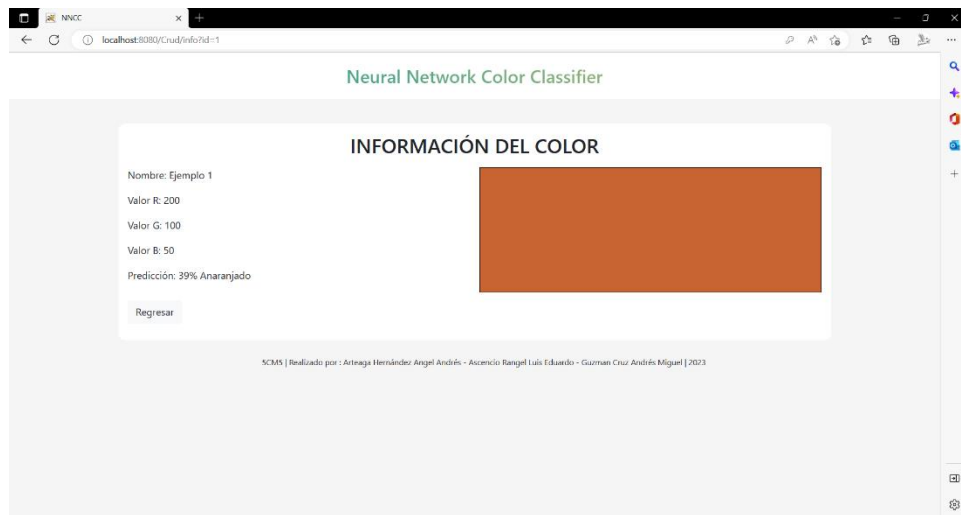 NNCC
localhost:8080/Crud/info?id=1
Neural Network Color Classifier
INFORMACIÓN DEL COLOR
Nombre: Ejemplo 1
Valor R: 200
Valor G: 100
Valor B: 50
Predicción: 39% Anaranjado
Regresar
5CM5 | Realizado por : Arteaga Hernández Angel Andrés - Ascencio Rangel Luis Eduardo - Guzman Cruz Andrés Miguel | 2023